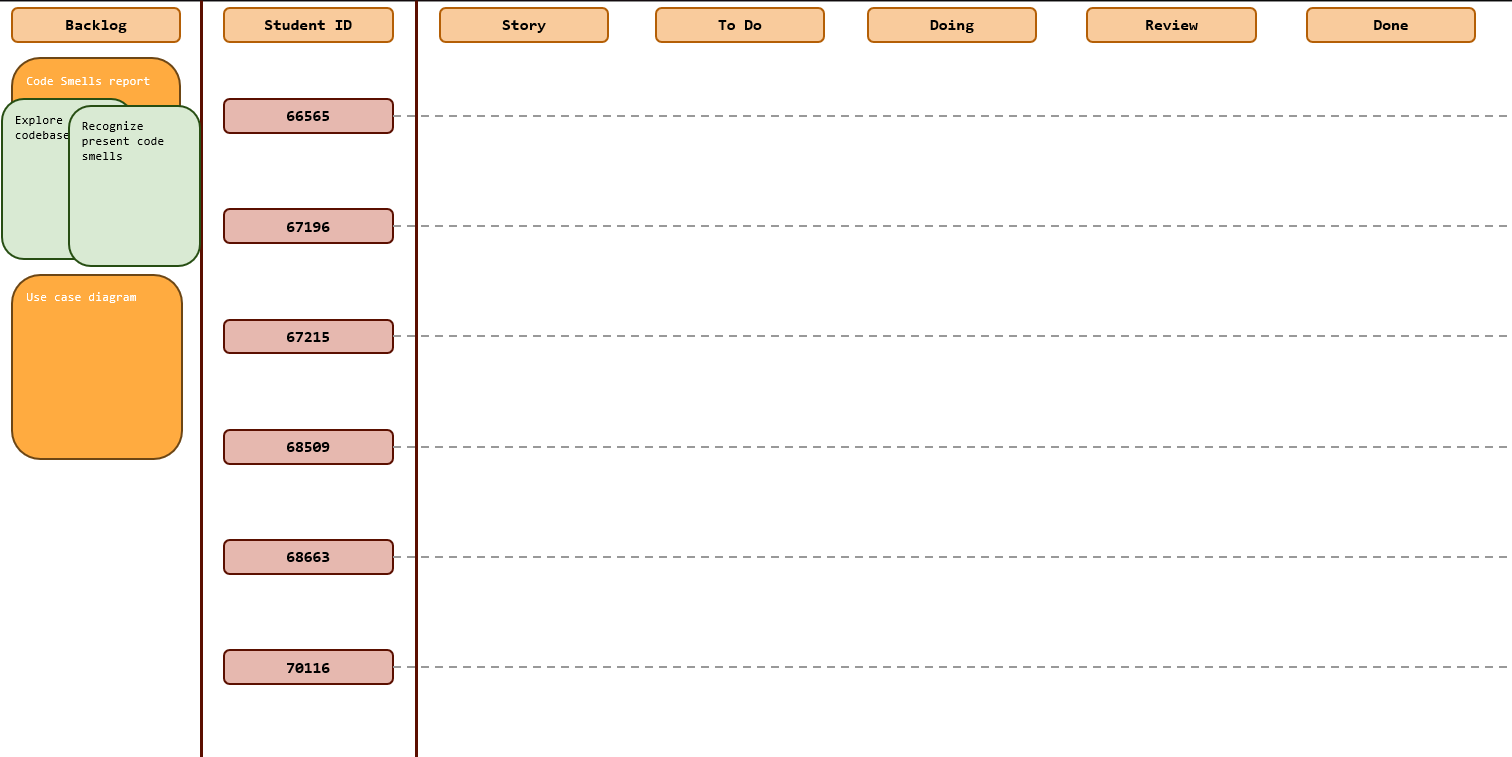 Backlog
Student ID
Story
To Do
Doing
Review
Done
Code Smells report
Explore
codebase
Recognize
present code
smells
Use case diagram
66565
67196
67215
68509
68663
70116